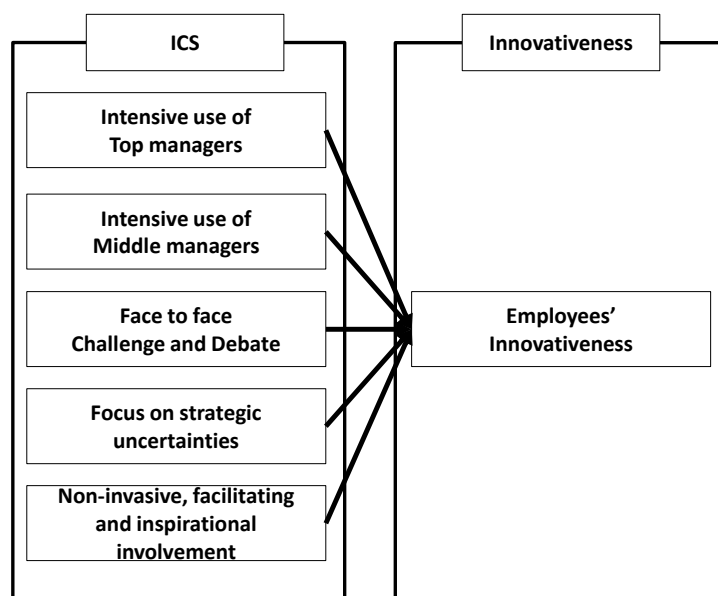 ICS
Innovativeness
Intensive use of
Top managers
Intensive use of
Middle managers
Face to face
Challenge and Debate
Focus on strategic
uncertainties
Non-invasive, facilitating
and inspirational
involvement
Employees’
Innovativeness